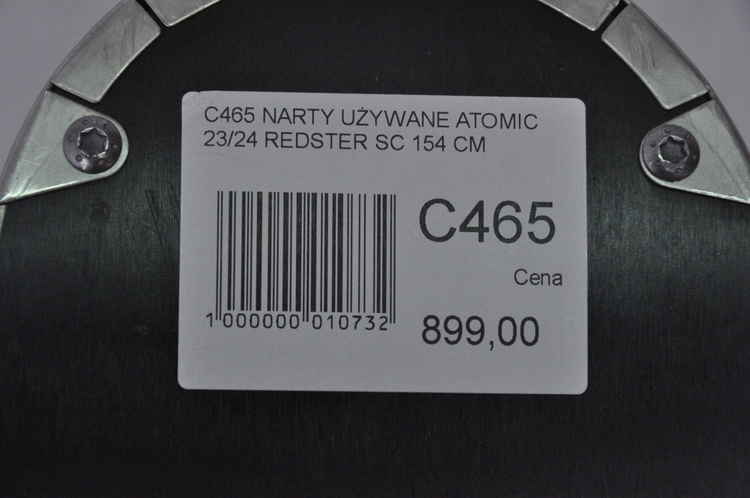 C465 NARTY UŻYWANE ATOMIC
23/24 REDSTER SC 154 CM
C465
Cena
1 000000 010732
899,00